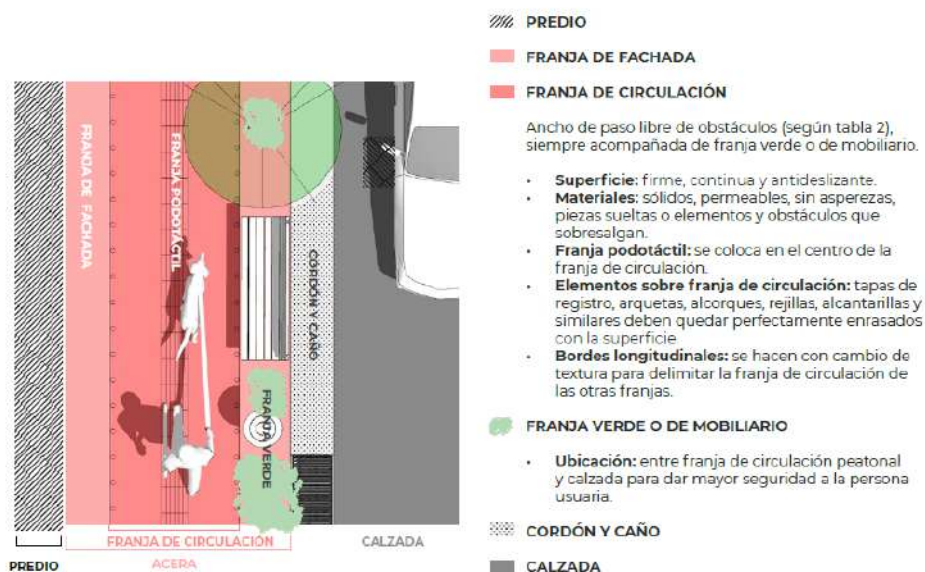 FRANJA DE FACHADA
FRANJA PODOTÁCTIL
CORDÓN Y CAÑO
FRANJA VERDE
FRANJA DE CIRCULACIÓN
CALZADA
PREDIO
ACERA
PREDIO
FRANJA DE FACHADA
FRANJA DE CIRCULACIÓN
Ancho de paso libre de obstáculos (según tabla 2),
siempre acompañada de franja verde o de mobiliario.
• Superficie: firme, continua y antideslizante.
• Materiales: sólidos, permeables, sin asperezas,
piezas sueltas o elementos y obstáculos que
sobresalgan.
• Franja podotáctil: se coloca en el centro de la
franja de circulación.
• Elementos sobre franja de circulación: tapas de
registro, arquetas, alcorques, rejillas, alcantarillas y
similares deben quedar perfectamente enrasados
con la superficie
• Bordes longitudinales: se hacen con cambio de
textura para delimitar la franja de circulación de
las otras franjas.
FRANJA VERDE O DE MOBILIARIO
• Ubicación: entre franja de circulación peatonal
y calzada para dar mayor seguridad a la persona
usuaria.
CORDÓN Y CAÑO
CALZADA